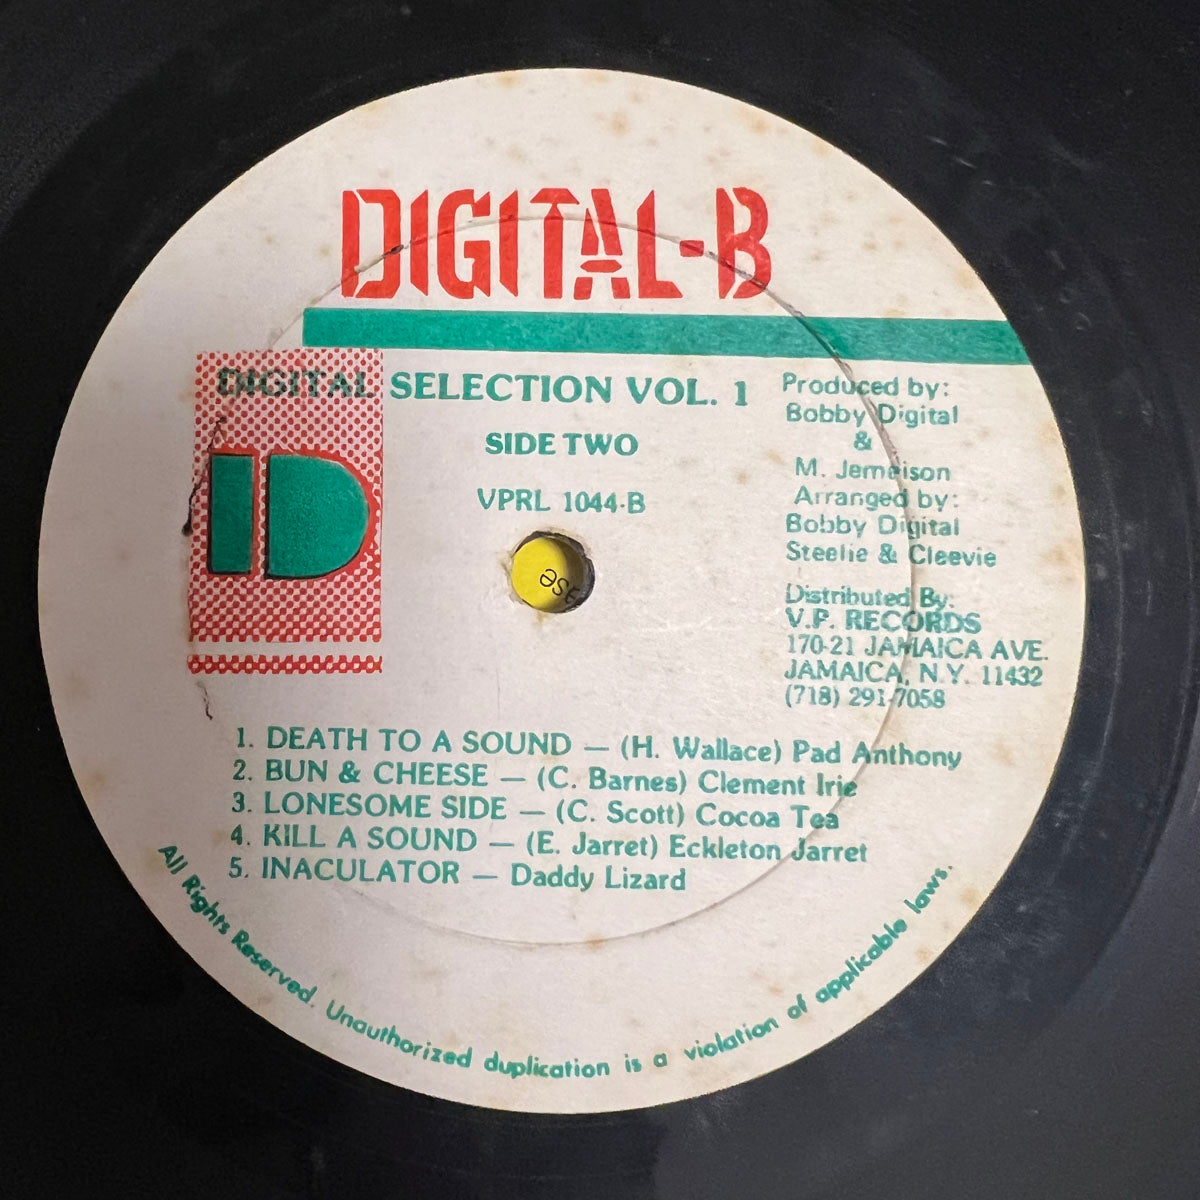 DIGITAL-B
DIGITAL SELECTION VOL. 1
SIDE TWO
VPRL 1044-B
Produced by:
Bobby Digital
&
M. Jemeison
Arranged by:
Bobby Digital
Steelie & Cleevie
Distributed By:
V.P. RECORDS
170-21 JAMAICA AVE.
JAMAICA, N.Y. 11432
(718) 291-7058
D
1. DEATH TO A SOUND — (H. Wallace) Pad Anthony
2. BUN & CHEESE — (C. Barnes) Clement Irie
3. LONESOME SIDE — (C. Scott) Cocoa Tea
4. KILL A SOUND — (E. Jarret) Eckleton Jarret
5. INACULATOR — Daddy Lizard
All Rights Reserved. Unauthorized duplication is a violation of applicable laws.